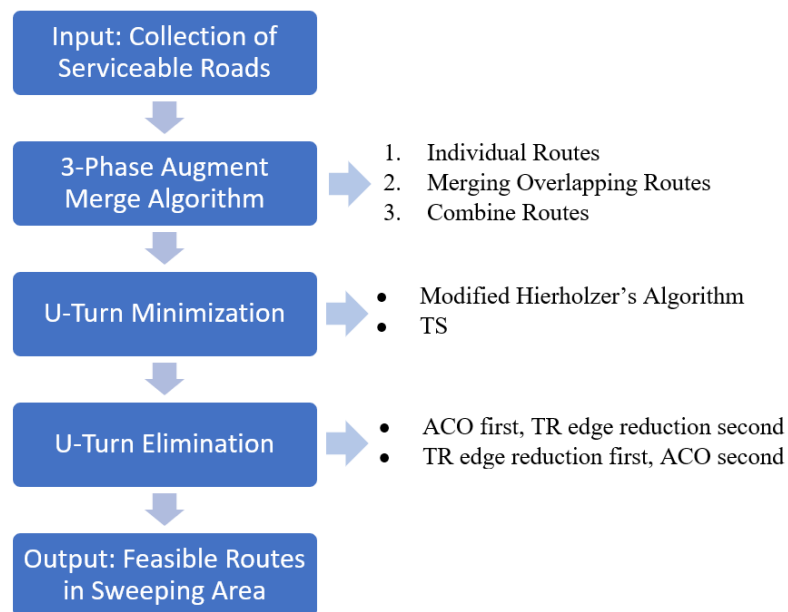 Input: Collection of
Serviceable Roads
3-Phase Augment
Merge Algorithm
1. Individual Routes
2. Merging Overlapping Routes
3. Combine Routes
U-Turn Minimization
• Modified Hierholzer's Algorithm
• TS
U-Turn Elimination
• ACO first, TR edge reduction second
• TR edge reduction first, ACO second
Output: Feasible Routes
in Sweeping Area